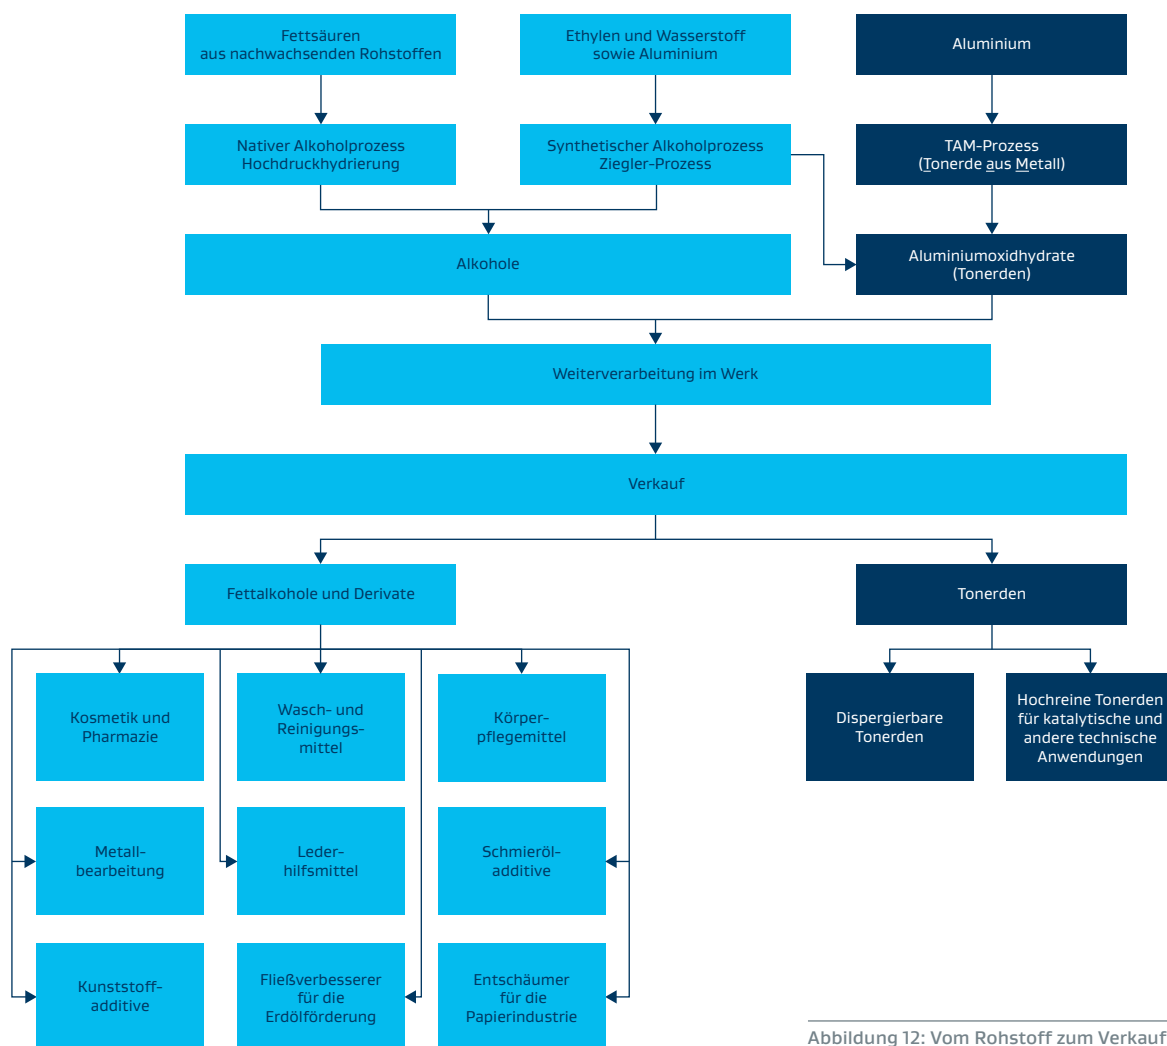 Fettsäuren
aus nachwachsenden Rohstoffen
Ethylen und Wasserstoff
sowie Aluminium
Aluminium
Nativer Alkoholprozess
Hochdruckhydrierung
Synthetischer Alkoholprozess
Ziegler-Prozess
TAM-Prozess
(Tonerde aus Metall)
Alkohole
Aluminiumoxidhydrate
(Tonerden)
Weiterverarbeitung im Werk
Verkauf
Fettalkohole und Derivate
Tonerden
Kosmetik und
Pharmazie
Wasch- und
Reinigungs-
mittel
Körper-
pflegemittel
Dispergierbare
Tonerden
Hochreine Tonerden
für katalytische und
andere technische
Anwendungen
Metall-
bearbeitung
Leder-
hilfsmittel
Schmieröl-
additive
Kunststoff-
additive
Fließverbesserer
für die
Erdölförderung
Entschäumer
für die
Papierindustrie
Abbildung 12: Vom Rohstoff zum Verkauf